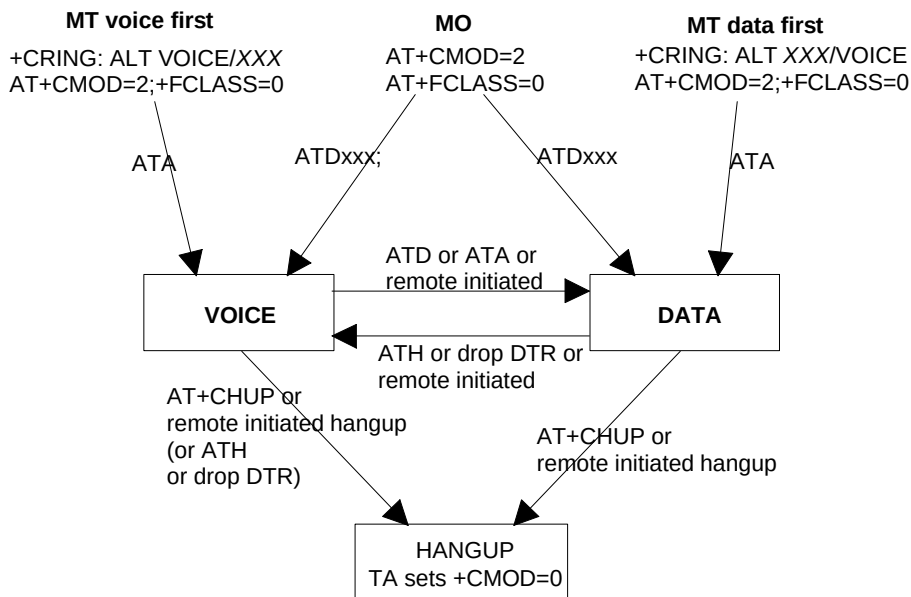 MT voice first
+CRING: ALT VOICE/XXX
AT+CMOD=2;+FCLASS=0
MO
AT+CMOD=2
AT+FCLASS=0
MT data first
+CRING: ALT XXX/VOICE
AT+CMOD=2;+FCLASS=0
ATA
ATDxxx;
ATDxxx
ATA
ATD or ATA or
remote initiated
VOICE
DATA
ATH or drop DTR or
remote initiated
AT+CHUP or
remote initiated hangup
(or ATH
or drop DTR)
AT+CHUP or
remote initiated hangup
HANGUP
TA sets +CMOD=0